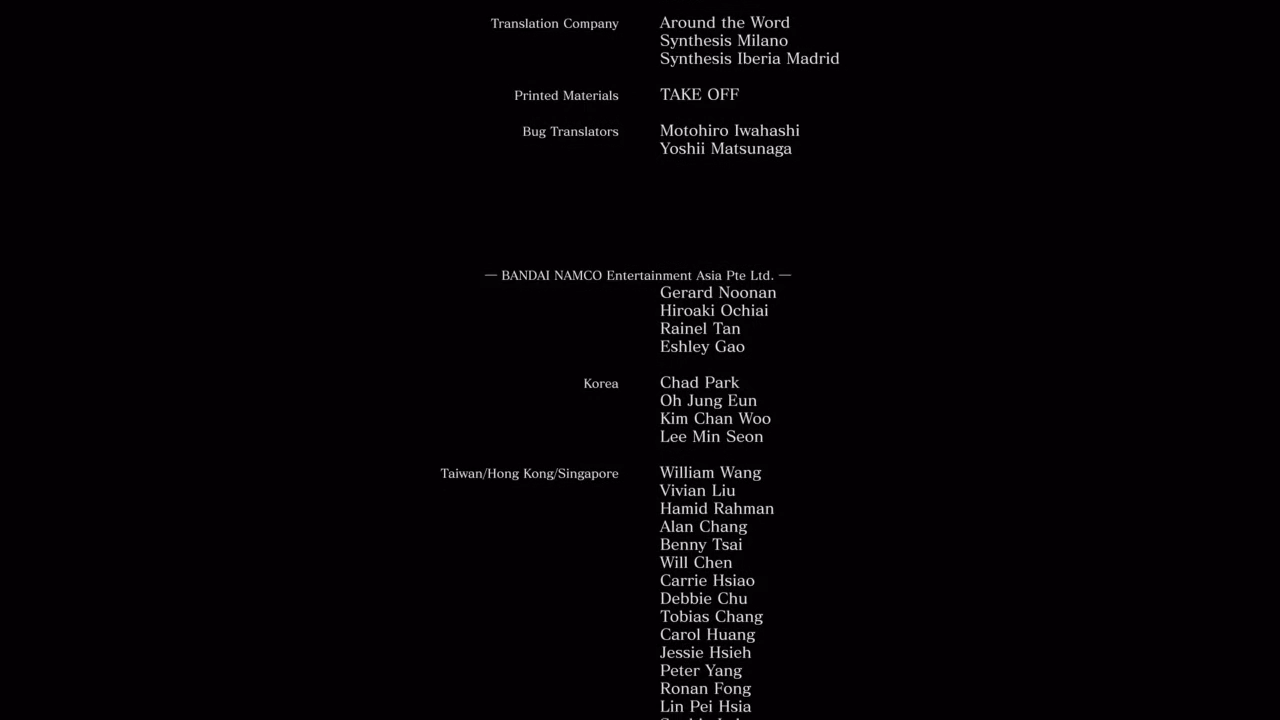 Translation Company Around the Word
Synthesis Milano
Synthesis Iberia Madrid
Printed Materials TAKE OFF
Bug Translators Motohiro Iwahashi
Yoshii Matsunaga
— BANDAI NAMCO Entertainment Asia Pte Ltd. —
Gerard Noonan
Hiroaki Ochiai
Rainel Tan
Eshley Gao
Korea Chad Park
Oh Jung Eun
Kim Chan Woo
Lee Min Seon
Taiwan/Hong Kong/Singapore William Wang
Vivian Liu
Hamid Rahman
Alan Chang
Benny Tsai
Will Chen
Carrie Hsiao
Debbie Chu
Tobias Chang
Carol Huang
Jessie Hsieh
Peter Yang
Ronan Fong
Lin Pei Hsia